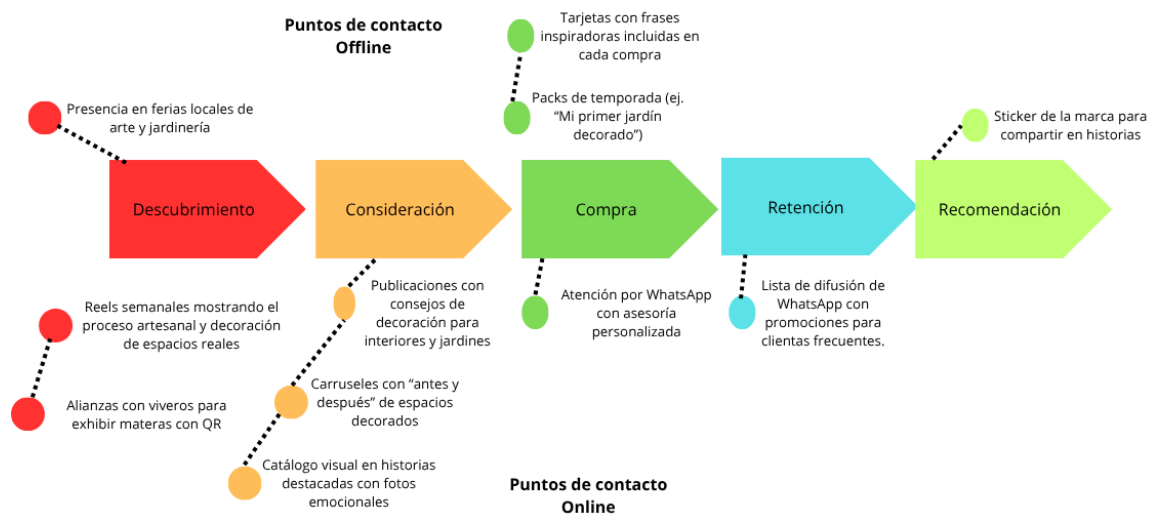 Puntos de contacto
Offline
Tarjetas con frases
inspiradoras incluidas en
cada compra
Presencia en ferias locales de
arte y jardinería
Packs de temporada (ej.
“Mi primer jardín
decorado”)
Sticker de la marca para
compartir en historias
Descubrimiento
Consideración
Compra
Retención
Recomendación
Reels semanales mostrando el
proceso artesanal y decoración
de espacios reales
Alianzas con viveros para
exhibir materas con QR
Publicaciones con
consejos de
decoración para
interiores y jardines
Carruseles con “antes y
después” de espacios
decorados
Catálogo visual en historias
destacadas con fotos
emocionales
Atención por WhatsApp
con asesoría
personalizada
Lista de difusión de
WhatsApp con
promociones para
clientas frecuentes.
Puntos de contacto
Online